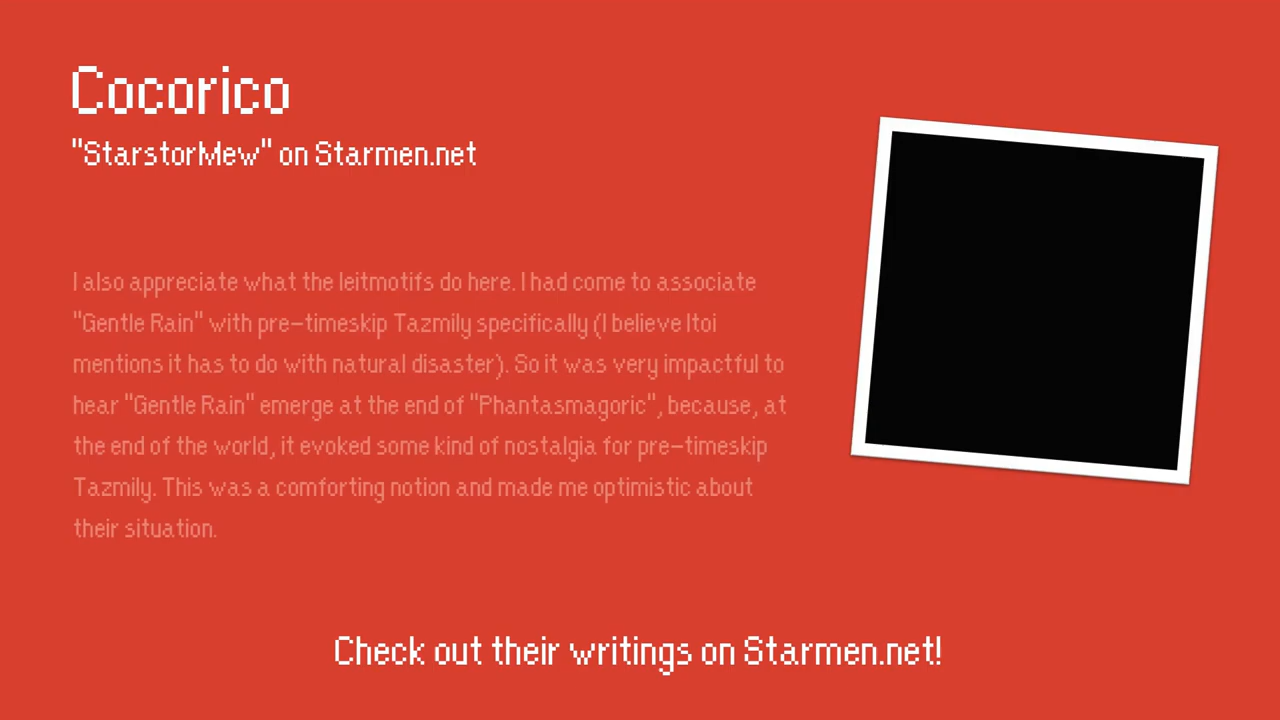 Cocorico
"StarstorMew" on Starmen.net
I also appreciate what the leitmotifs do here. I had come to associate
"Gentle Rain" with pre-timeskip Tazmily specifically (I believe Itoi
mentions it has to do with natural disaster). So it was very impactful to
hear "Gentle Rain" emerge at the end of "Phantasmagoric", because, at
the end of the world, it evoked some kind of nostalgia for pre-timeskip
Tazmily. This was a comforting notion and made me optimistic about
their situation.
Check out their writings on Starmen.net!